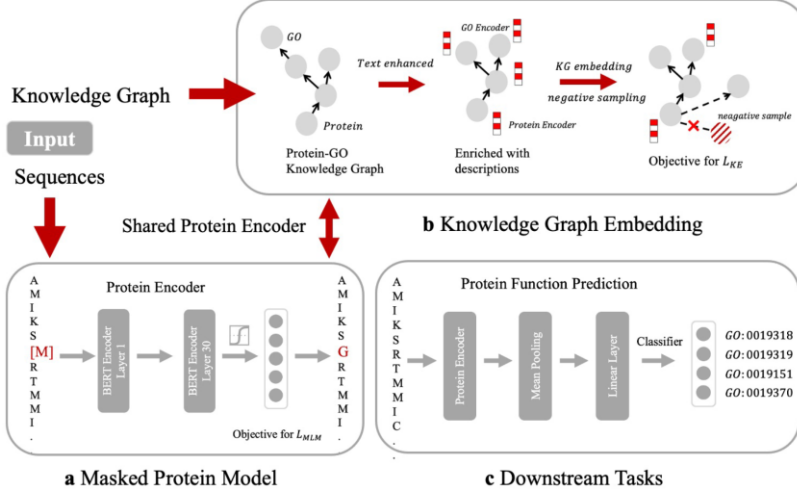 Knowledge Graph
Input
Sequences
GO
Protein
Protein-GO
Knowledge Graph
Text enhanced
GO Encoder
Protein Encoder
Enriched with
descriptions
KG embedding
negative sampling
neagative sample
Objective for L_KE
b Knowledge Graph Embedding
Shared Protein Encoder
Protein Encoder
A
M
I
K
S
[M]
R
T
M
M
I
.
.
BERT Encoder
Layer 1
BERT Encoder
Layer 30
Objective for L_MLM
A
M
I
K
S
G
R
T
M
M
I
.
.
a Masked Protein Model
Protein Function Prediction
A
M
I
K
S
R
T
M
M
I
C
.
.
Protein Encoder
Mean Pooling
Linear Layer
Classifier
GO:0019318
GO:0019319
GO:0019151
GO:0019370
c Downstream Tasks